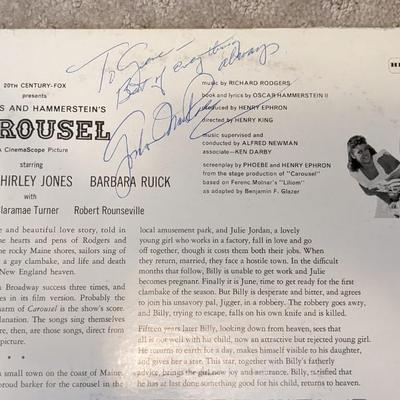 To Gene —
Best of everything
always
20TH CENTURY-FOX
presents
S AND HAMMERSTEIN'S
ROUSEL
A CinemaScope Picture
starring
HIRLEY JONES BARBARA RUICK
with
Claramae Turner Robert Rounseville
music by RICHARD RODGERS
book and lyrics by OSCAR HAMMERSTEIN II
produced by HENRY EPHRON
directed by HENRY KING
music supervised and
conducted by ALFRED NEWMAN
associate—KEN DARBY
screenplay by PHOEBE and HENRY EPHRON
from the stage production of "Carousel"
based on Ferenc Molnar's "Liliom"
as adapted by Benjamin F. Glazer
e and beautiful love story, told in
he hearts and pens of Rodgers and
he rocky Maine shores, sailors sing of
a gay clambake, and life and death
New England heaven.
n Broadway success three times, and
es in its film version. Probably the
arm of Carousel is the show's score.
lanation. The songs sing themselves
re, then, are those songs, direct from
picture.
* *
a small town on the coast of Maine.
proud barker for the carousel in the
local amusement park, and Julie Jordan, a lovely
young girl who works in a factory, fall in love and go
off together, though it costs them both their jobs. When
they return, married, they face a hostile town. In the difficult
months that follow, Billy is unable to get work and Julie
becomes pregnant. Finally it is June, time to get ready for the first
clambake of the season. But Billy is desperate and bitter, and agrees
to join his unsavory pal, Jigger, in a robbery. The robbery goes awry,
and Billy, trying to escape, falls on his own knife and is killed.
Fifteen years later Billy, looking down from heaven, sees that
all is not well with his child, now an attractive but rejected young girl.
He returns to earth for a day, makes himself visible to his daughter,
and gives her a star. This star, together with Billy's fatherly
advice, brings the girl new joy and assurance. Billy, satisfied that
he has at last done something good for his child, returns to heaven.